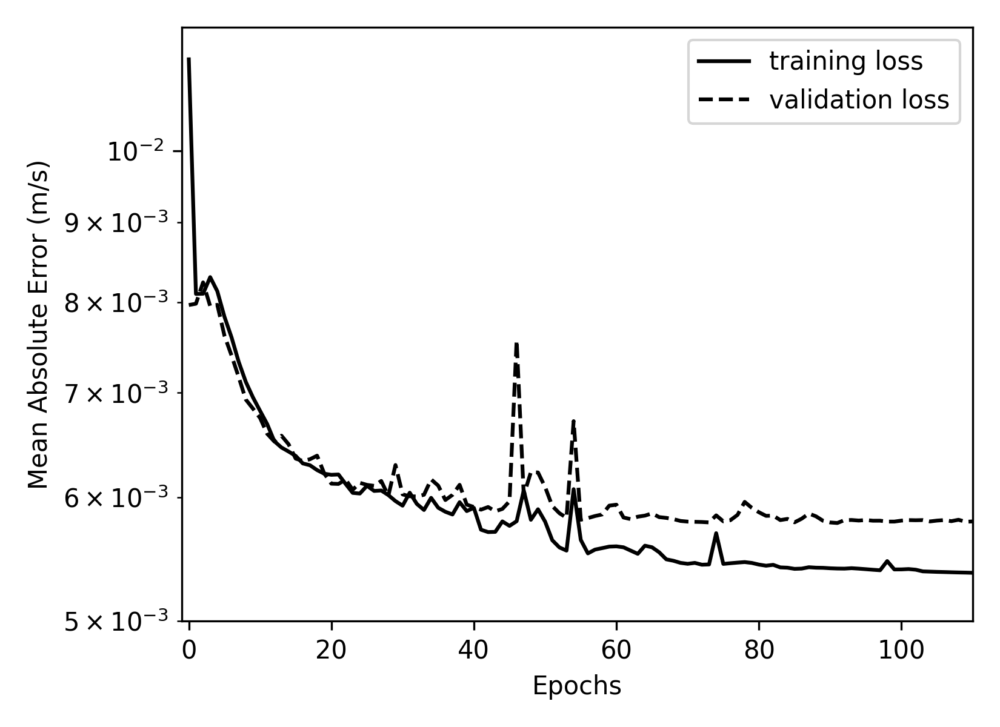 training loss
validation loss
Mean Absolute Error (m/s)
10⁻²
9 × 10⁻³
8 × 10⁻³
7 × 10⁻³
6 × 10⁻³
5 × 10⁻³
0 20 40 60 80 100
Epochs